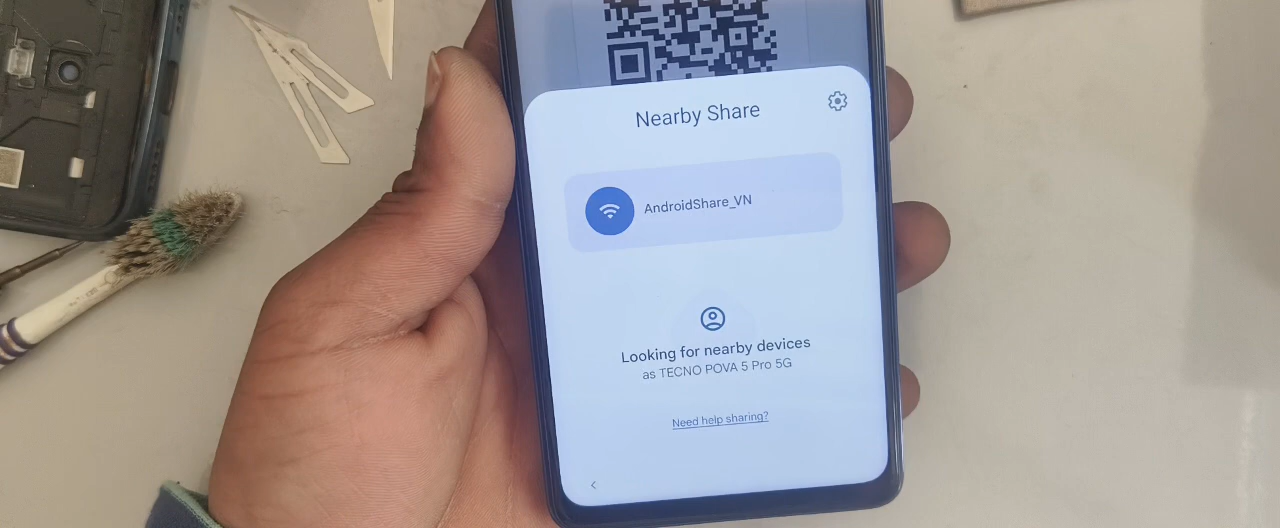 Nearby Share
AndroidShare_VN
Looking for nearby devices
as TECNO POVA 5 Pro 5G
Need help sharing?